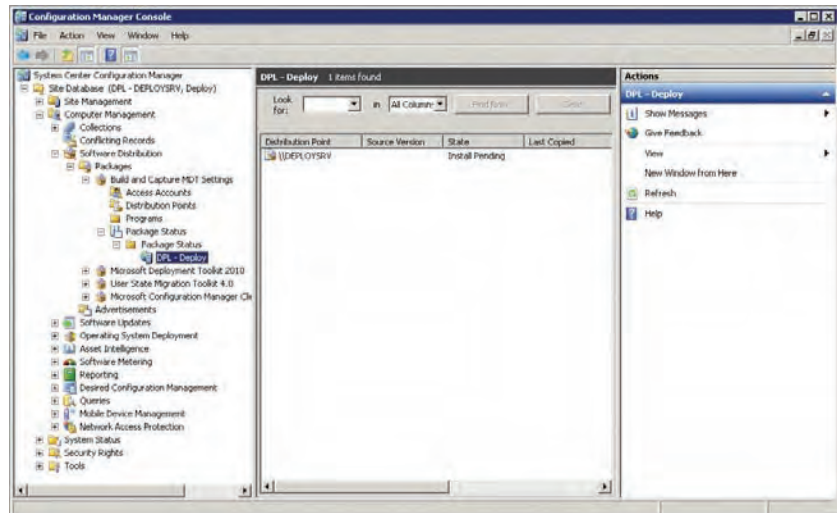 Configuration Manager Console
File Action View Window Help
System Center Configuration Manager
Site Database (DPL - DEPLOYSRV, Deploy)
Site Management
Computer Management
Collections
Conflicting Records
Software Distribution
Packages
Build and Capture MDT Settings
Access Accounts
Distribution Points
Programs
Package Status
Package Status
DPL - Deploy
Microsoft Deployment Toolkit 2010
User State Migration Toolkit 4.0
Microsoft Configuration Manager Clie
Advertisements
Software Updates
Operating System Deployment
Asset Intelligence
Software Metering
Reporting
Desired Configuration Management
Queries
Mobile Device Management
Network Access Protection
System Status
Security Rights
Tools
DPL - Deploy 1 items found
Look for: in All Columns Find Now Clear
Distribution Point Source Version State Last Copied
\\DEPLOYSRV Install Pending
Actions
DPL - Deploy
Show Messages
Give Feedback
View
New Window from Here
Refresh
Help